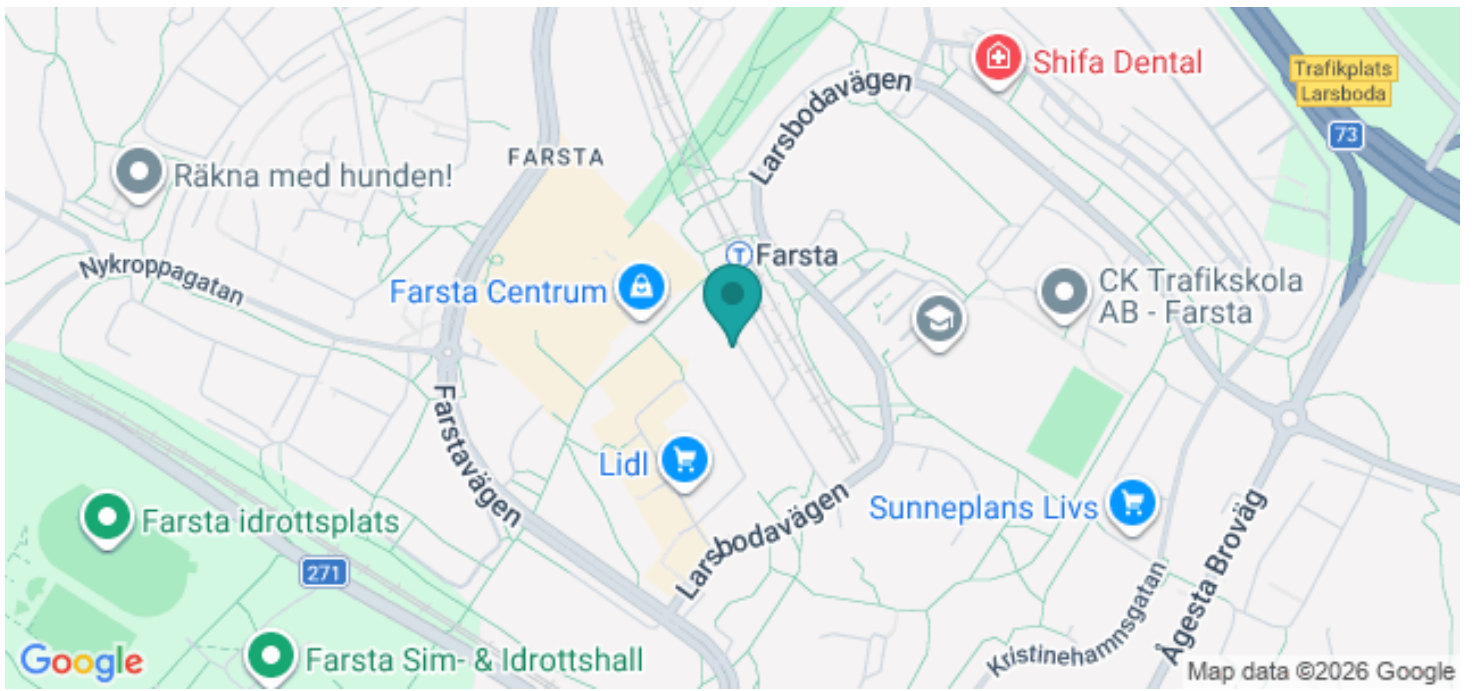 Shifa Dental
Trafikplats
Larsboda
73
Larsbodavägen
FARSTA
Räkna med hunden!
T
Farsta
Nykroppagatan
Farsta Centrum
CK Trafikskola
AB - Farsta
Farstavägen
Lidl
Larsbodavägen
Sunneplans Livs
Farsta idrottsplats
271
Ågesta Broväg
Kristinehamnsgatan
Farsta Sim- & Idrottshall
Google
Map data ©2026 Google